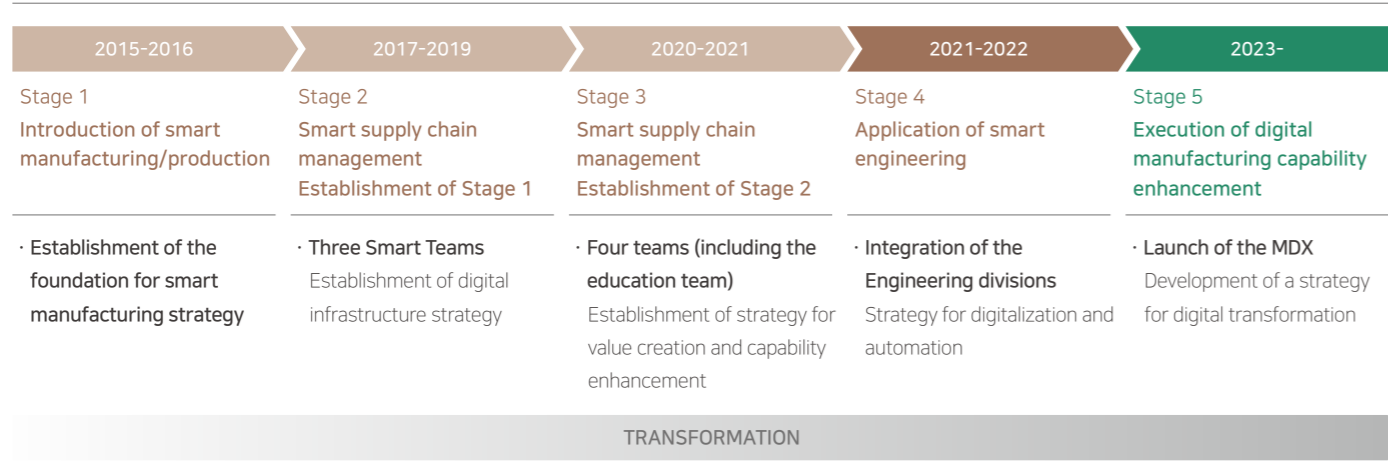 2015-2016
2017-2019
2020-2021
2021-2022
2023-
Stage 1
Introduction of smart
manufacturing/production
Stage 2
Smart supply chain
management
Establishment of Stage 1
Stage 3
Smart supply chain
management
Establishment of Stage 2
Stage 4
Application of smart
engineering
Stage 5
Execution of digital
manufacturing capability
enhancement
· Establishment of the
foundation for smart
manufacturing strategy
· Three Smart Teams
Establishment of digital
infrastructure strategy
· Four teams (including the
education team)
Establishment of strategy for
value creation and capability
enhancement
· Integration of the
Engineering divisions
Strategy for digitalization and
automation
· Launch of the MDX
Development of a strategy
for digital transformation
TRANSFORMATION